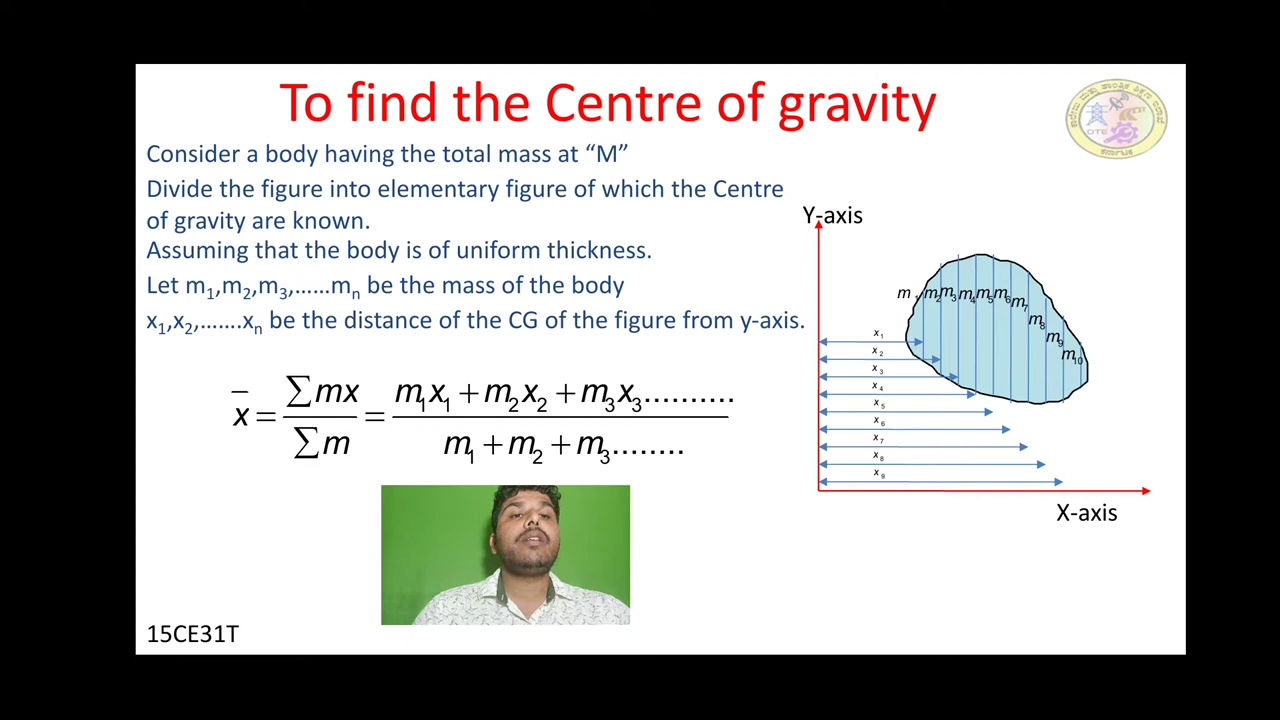 To find the Centre of gravity
Consider a body having the total mass at “M”
Divide the figure into elementary figure of which the Centre
of gravity are known.
Assuming that the body is of uniform thickness.
Let m₁,m₂,m₃,……mₙ be the mass of the body
x₁,x₂,…….xₙ be the distance of the CG of the figure from y-axis.
x̄ = ∑mx / ∑m = (m₁x₁ + m₂x₂ + m₃x₃..........) / (m₁ + m₂ + m₃........)
Y-axis
m₁ m₂ m₃ m₄ m₅ m₆ m₇
m₈
m₉
m₁₀
x₁
x₂
x₃
x₄
x₅
x₆
x₇
x₈
x₉
X-axis
DTE
15CE31T